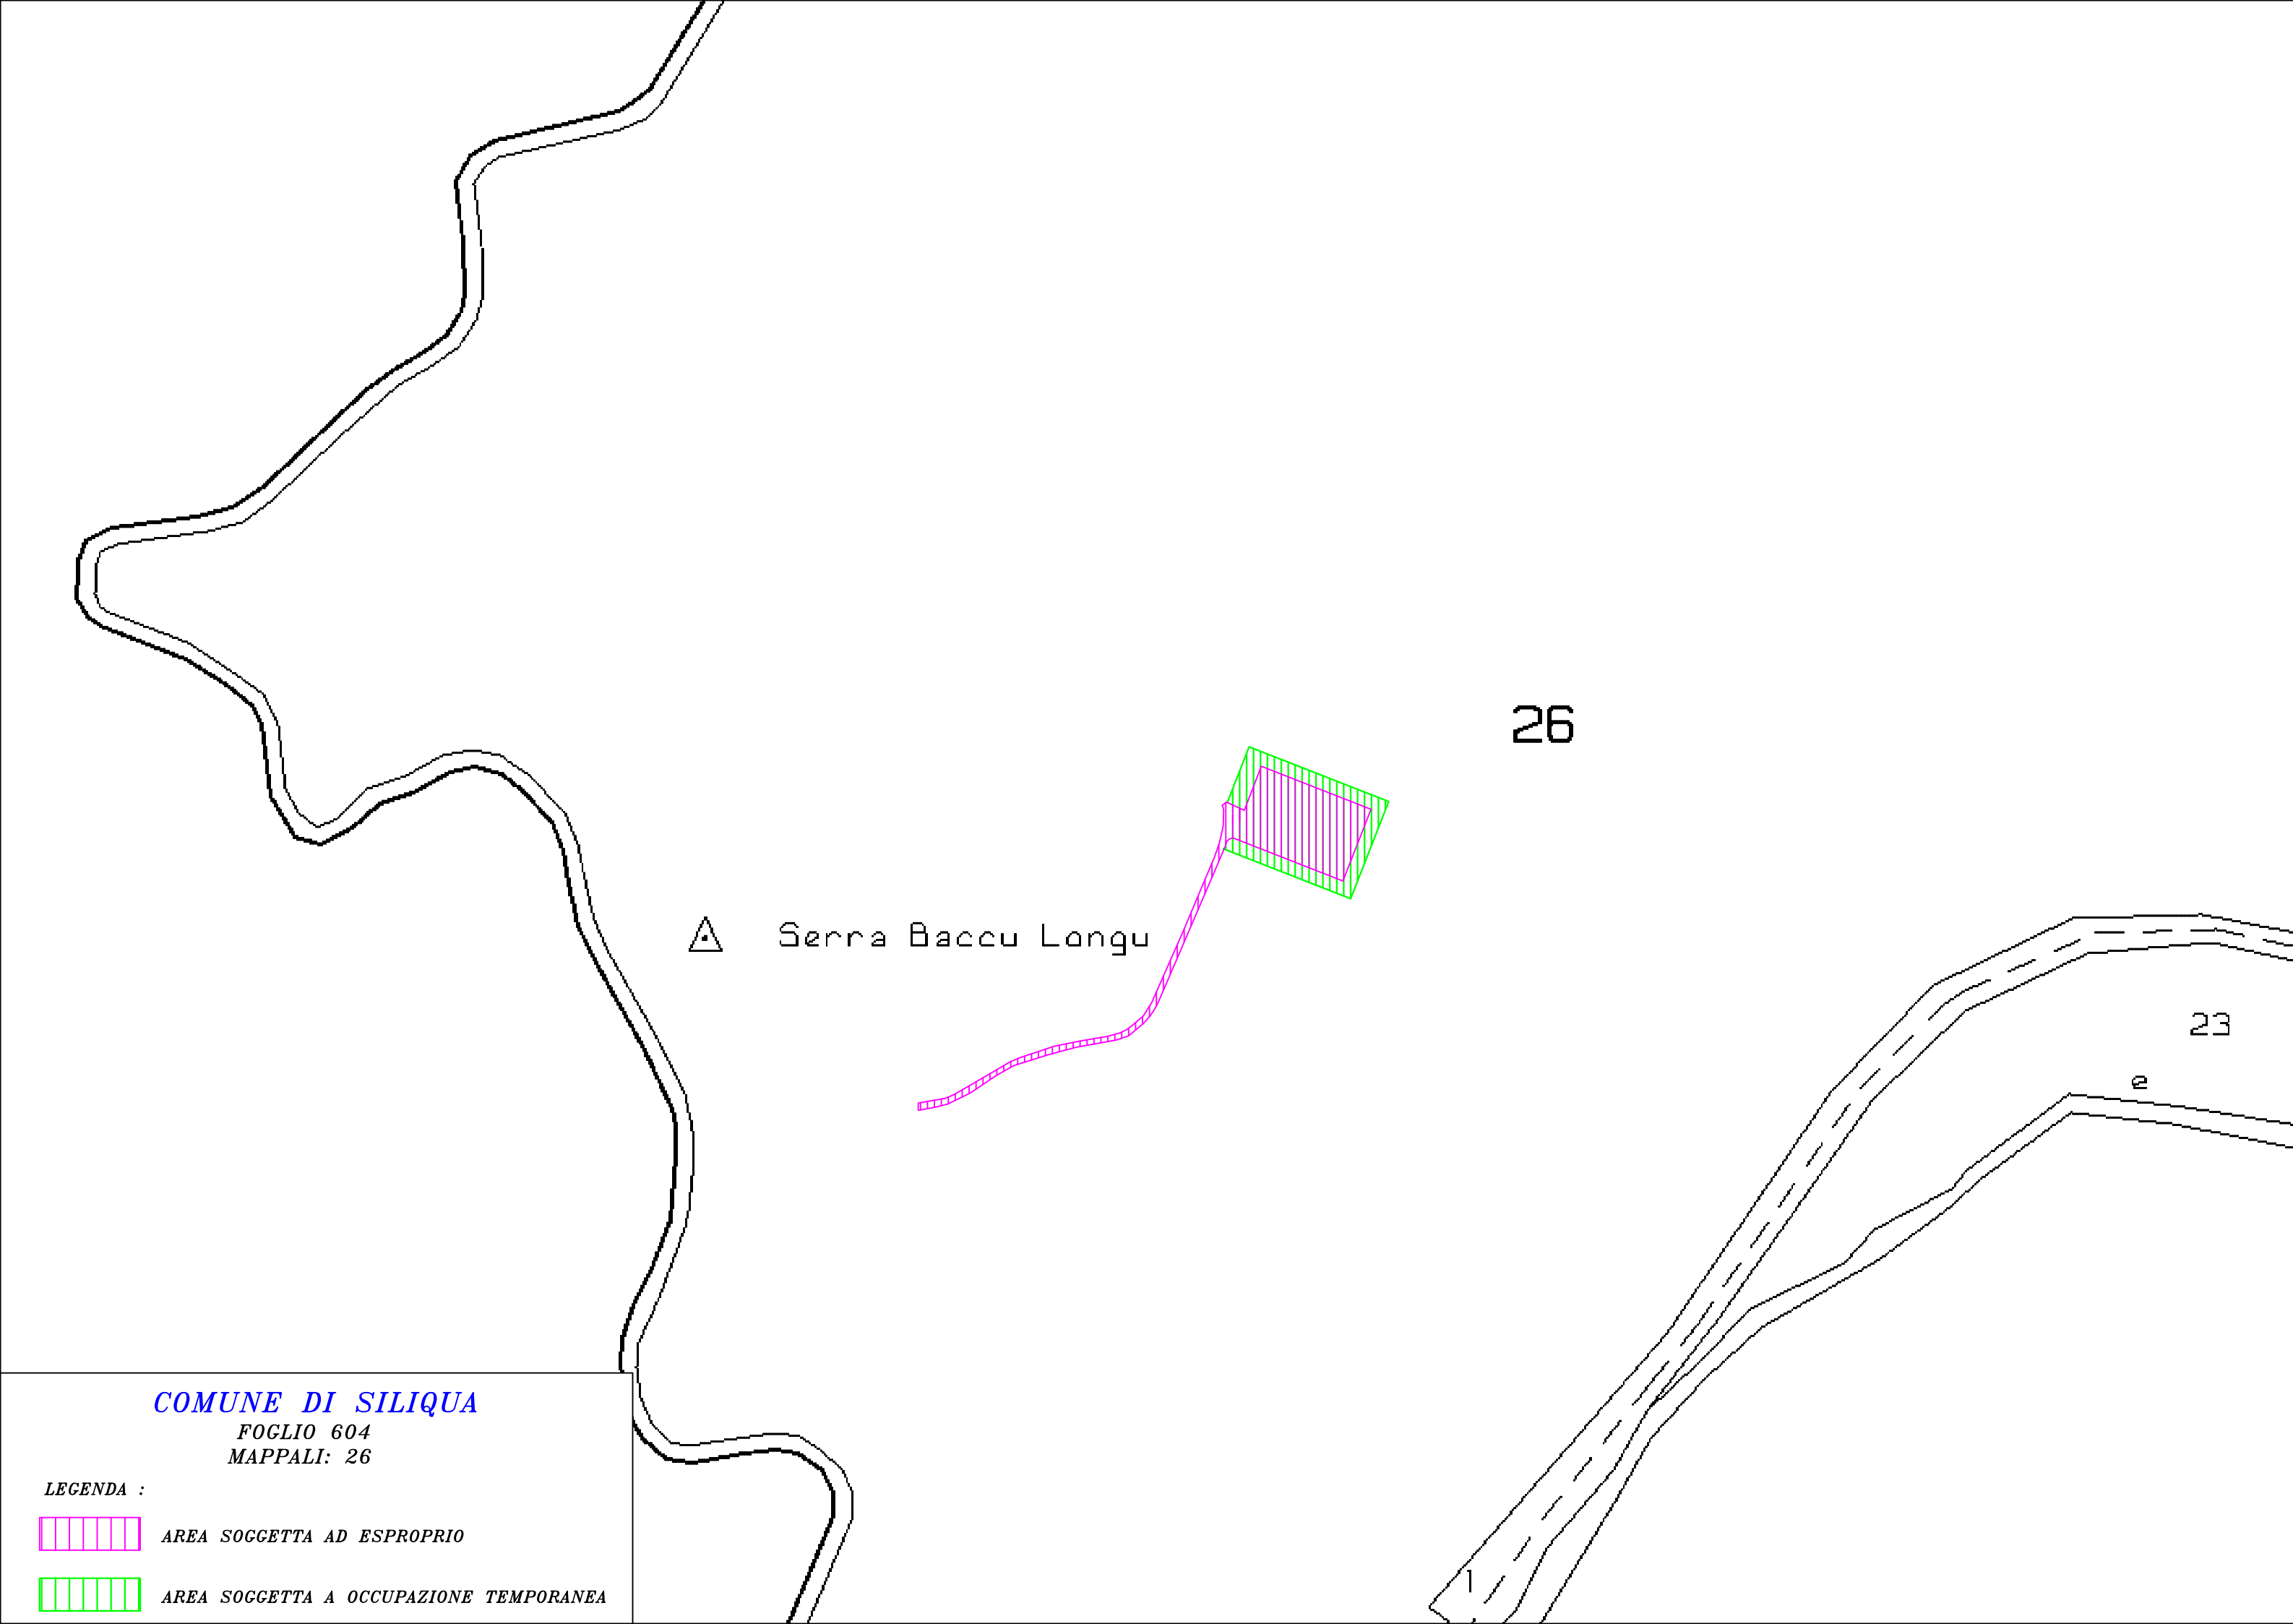 26
Serra Baccu Longu
23
e
1
COMUNE DI SILIQUA
FOGLIO 604
MAPPALI: 26
LEGENDA :
AREA SOGGETTA AD ESPROPRIO
AREA SOGGETTA A OCCUPAZIONE TEMPORANEA